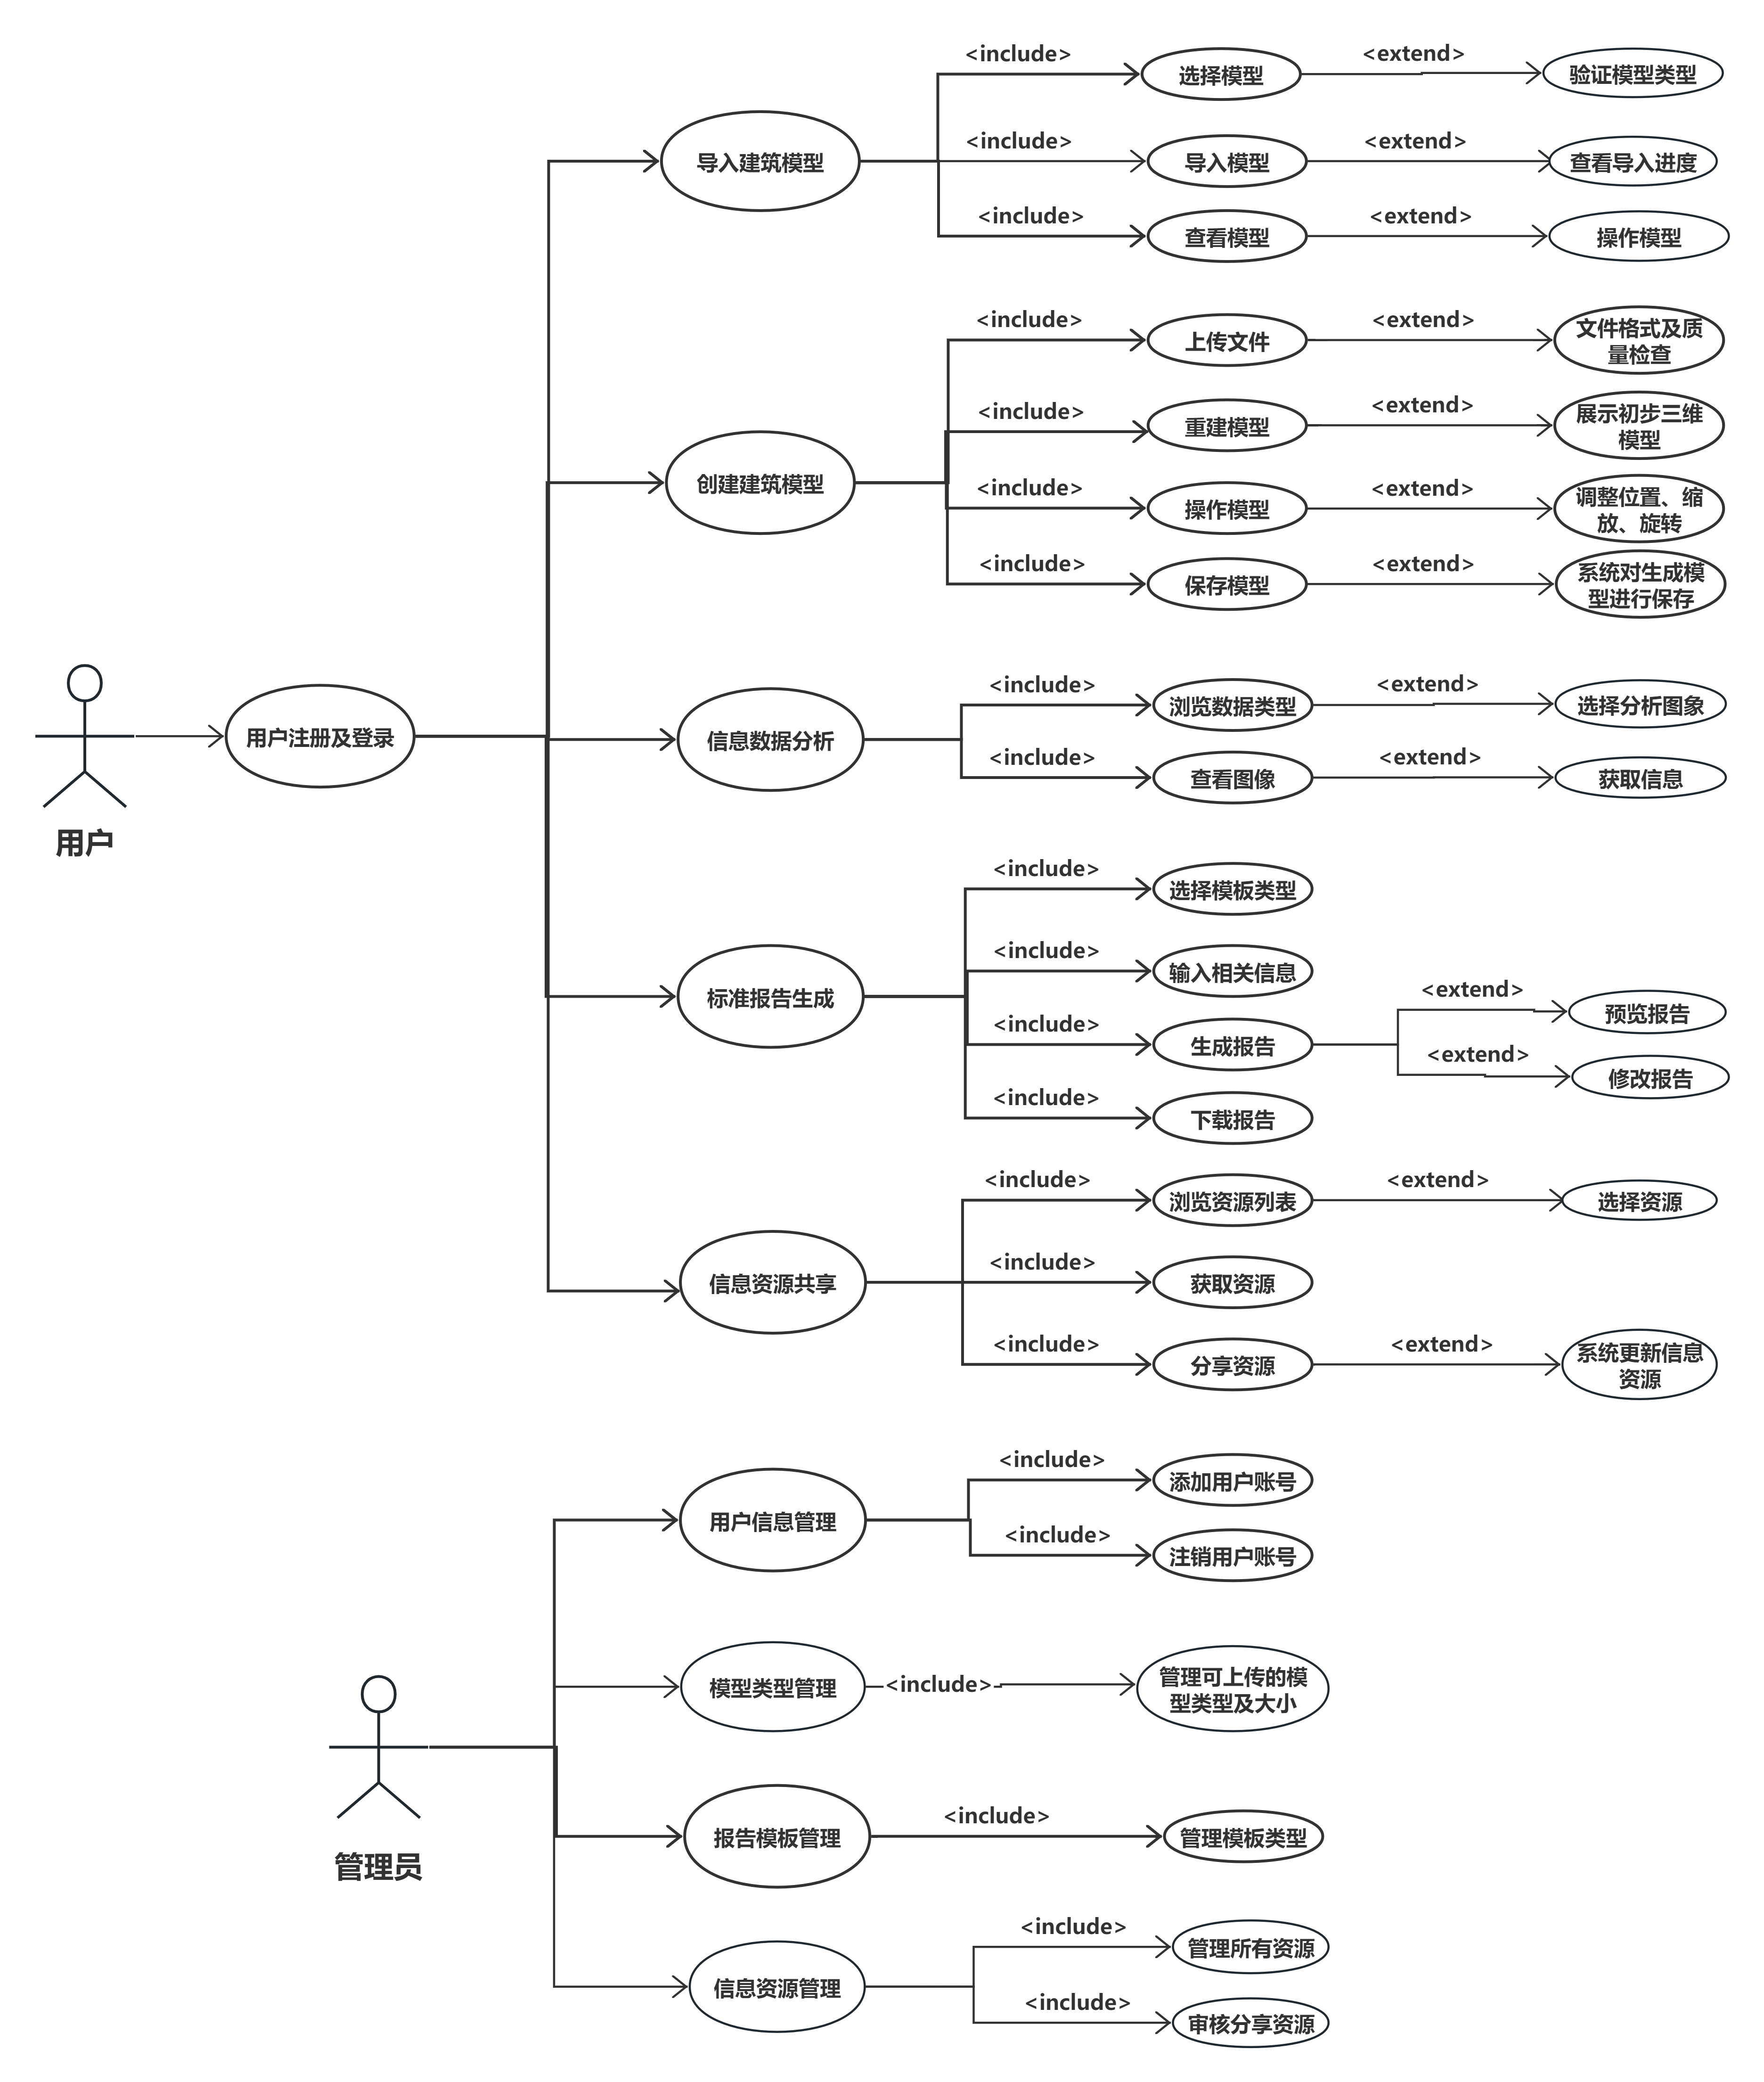 <include>
选择模型
<extend>
验证模型类型
导入建筑模型
<include>
导入模型
<extend>
查看导入进度
<include>
查看模型
<extend>
操作模型
<include>
上传文件
<extend>
文件格式及质
量检查
<include>
重建模型
<extend>
展示初步三维
模型
创建建筑模型
<include>
操作模型
<extend>
调整位置、缩
放、旋转
<include>
保存模型
<extend>
系统对生成模
型进行保存
用户
用户注册及登录
信息数据分析
<include>
浏览数据类型
<extend>
选择分析图象
<include>
查看图像
<extend>
获取信息
<include>
选择模板类型
<include>
输入相关信息
标准报告生成
<include>
生成报告
<extend>
预览报告
<extend>
修改报告
<include>
下载报告
<include>
浏览资源列表
<extend>
选择资源
信息资源共享
<include>
获取资源
<include>
分享资源
<extend>
系统更新信息
资源
<include>
添加用户账号
用户信息管理
<include>
注销用户账号
模型类型管理
<include>
管理可上传的模
型类型及大小
管理员
报告模板管理
<include>
管理模板类型
<include>
管理所有资源
信息资源管理
<include>
审核分享资源